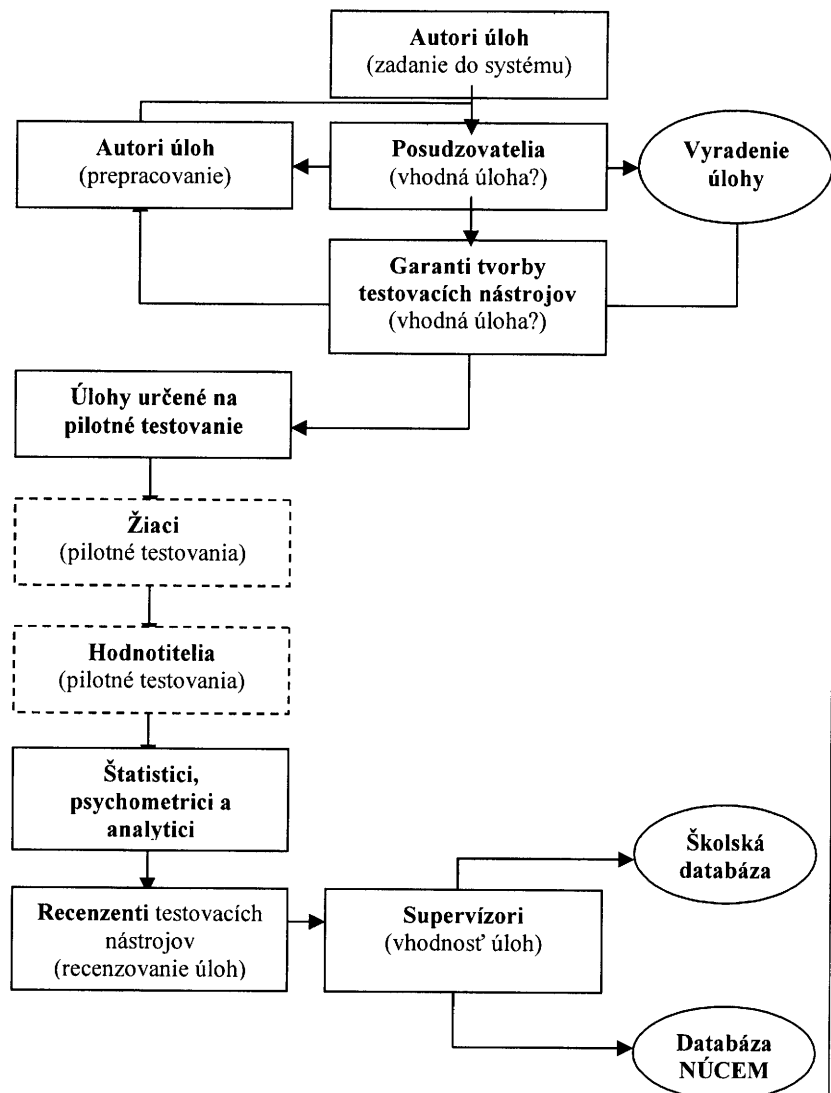 Autori úloh
(zadanie do systému)
Autori úloh
(prepracovanie)
Posudzovatelia
(vhodná úloha?)
Vyradenie
úlohy
Garanti tvorby
testovacích nástrojov
(vhodná úloha?)
Úlohy určené na
pilotné testovanie
Žiaci
(pilotné testovania)
Hodnotitelia
(pilotné testovania)
Štatistici,
psychometrici a
analytici
Recenzenti testovacích
nástrojov
(recenzovanie úloh)
Supervízori
(vhodnosť úloh)
Školská
databáza
Databáza
NÚCEM